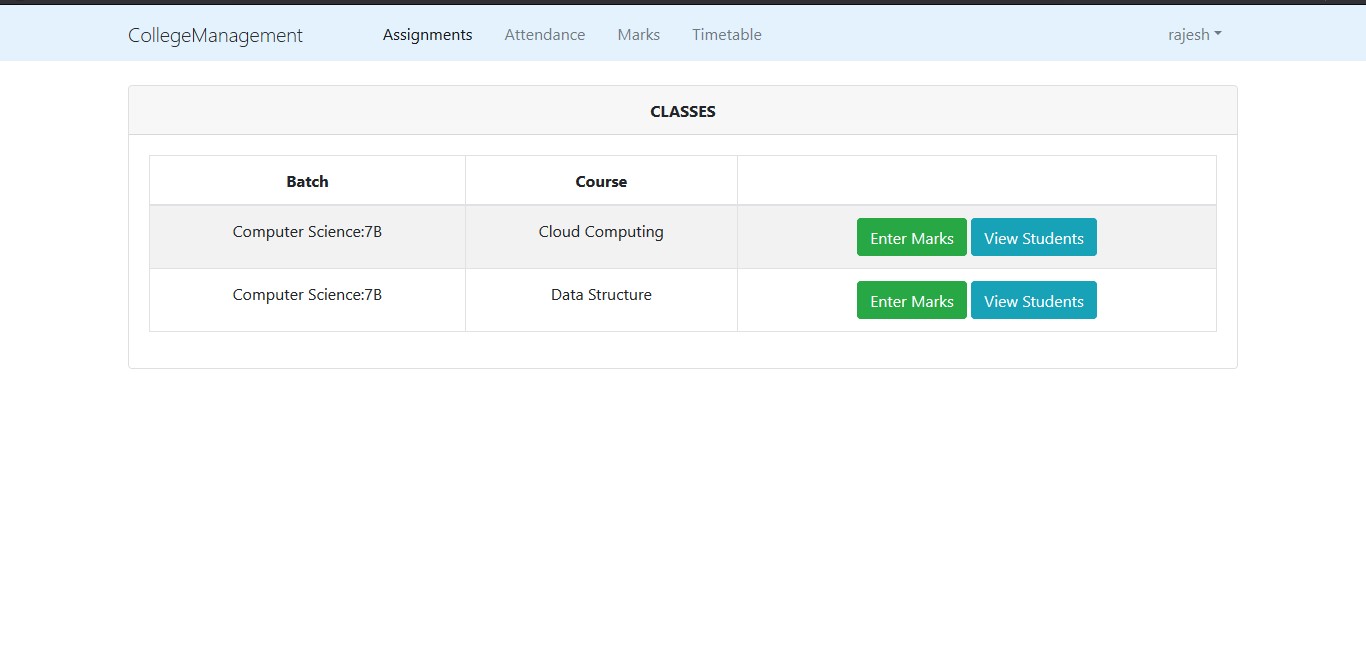 CollegeManagement Assignments Attendance Marks Timetable rajesh
CLASSES
Batch Course
Computer Science:7B Cloud Computing Enter Marks View Students
Computer Science:7B Data Structure Enter Marks View Students